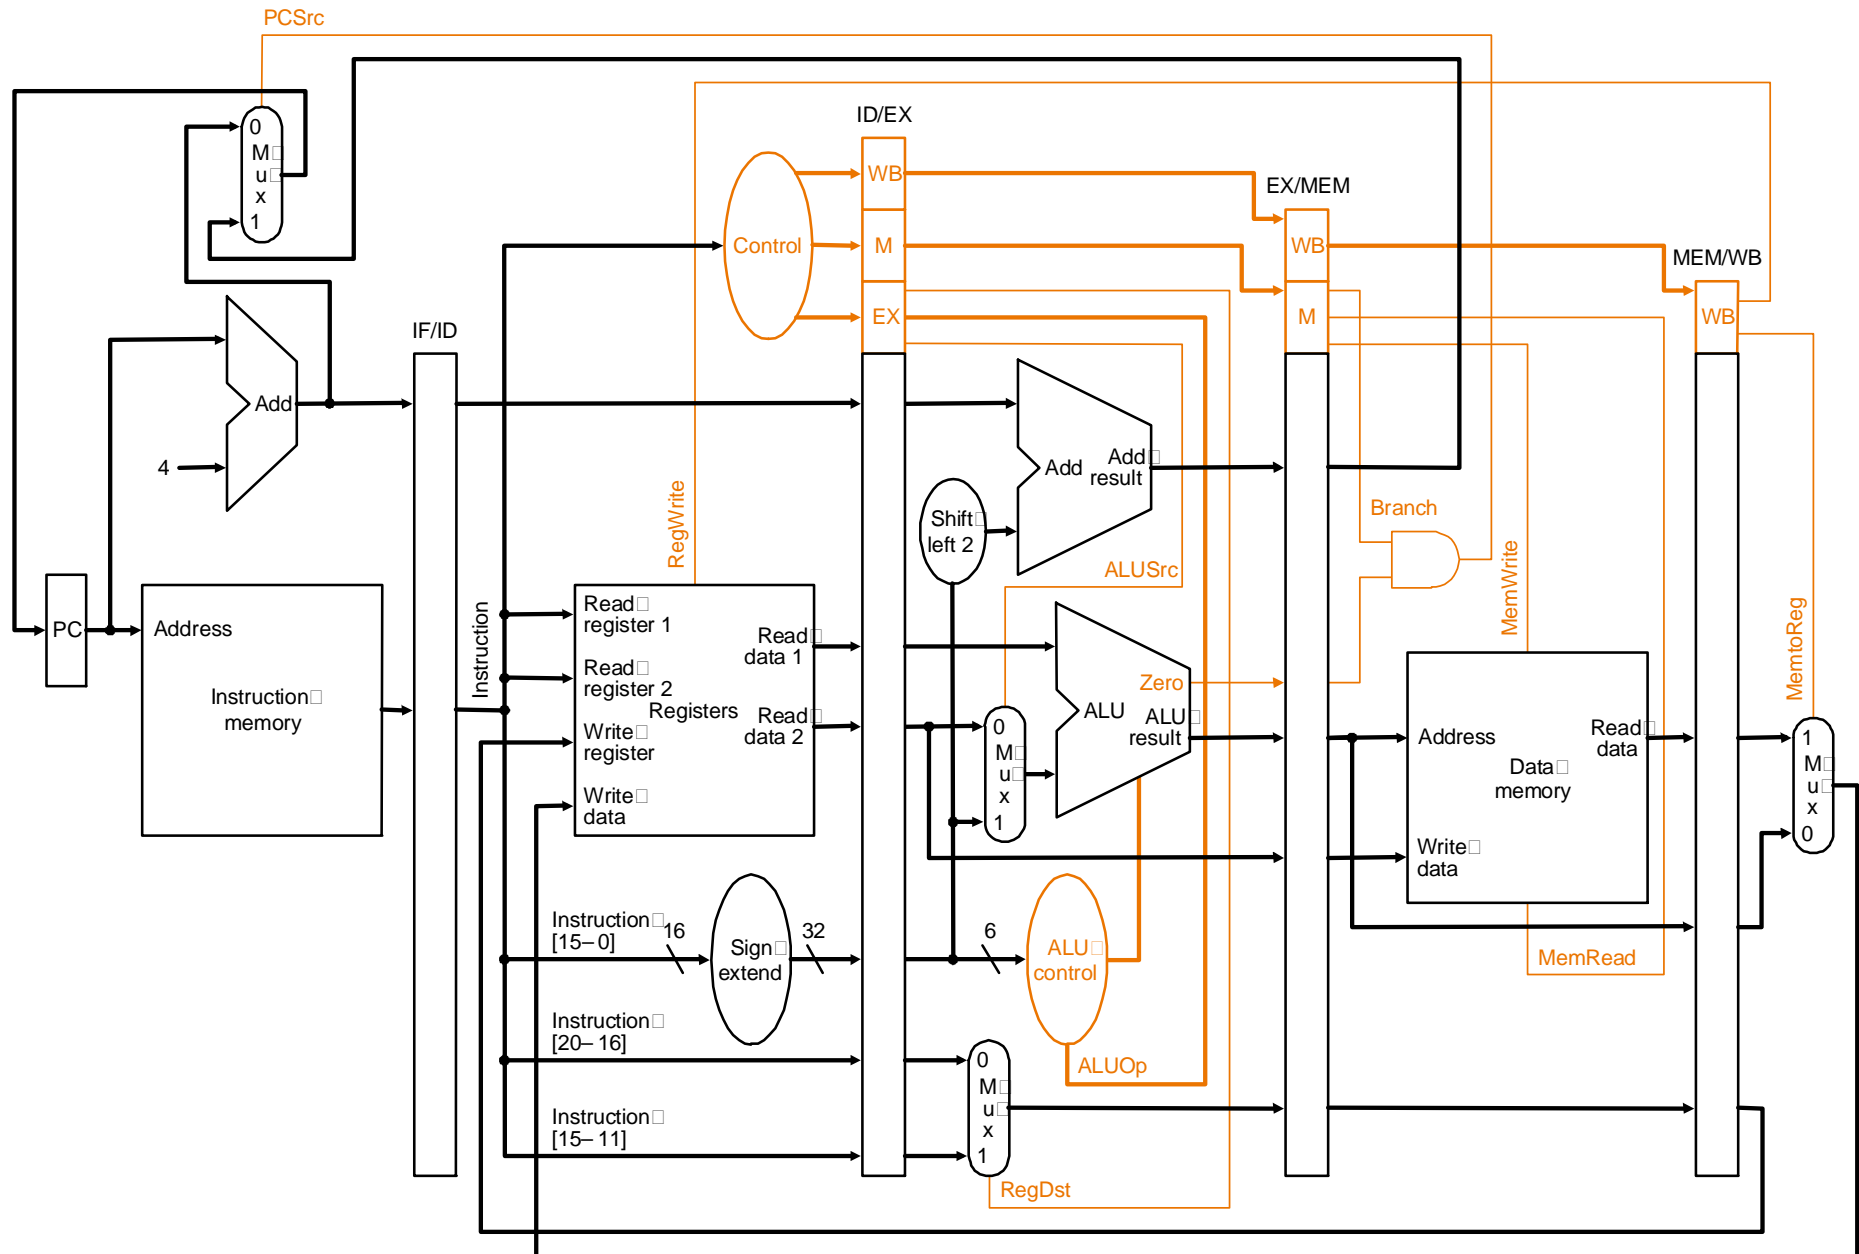 PCSrc
ID/EX
0
M
u
x
1
WB
EX/MEM
Control
M
WB
MEM/WB
IF/ID
EX
M
WB
Add
4
Add
Add
result
RegWrite
Shift
left 2
Branch
ALUSrc
MemWrite
MemtoReg
PC
Address
Instruction
memory
Instruction
Read
register 1
Read
data 1
Read
register 2
Registers
Read
data 2
Write
register
Write
data
0
M
u
x
1
Zero
ALU
ALU
result
Address
Read
data
Data
memory
Write
data
1
M
u
x
0
Instruction
[15–0]
16
Sign
extend
32
6
ALU
control
MemRead
Instruction
[20–16]
ALUOp
0
M
u
x
1
Instruction
[15–11]
RegDst